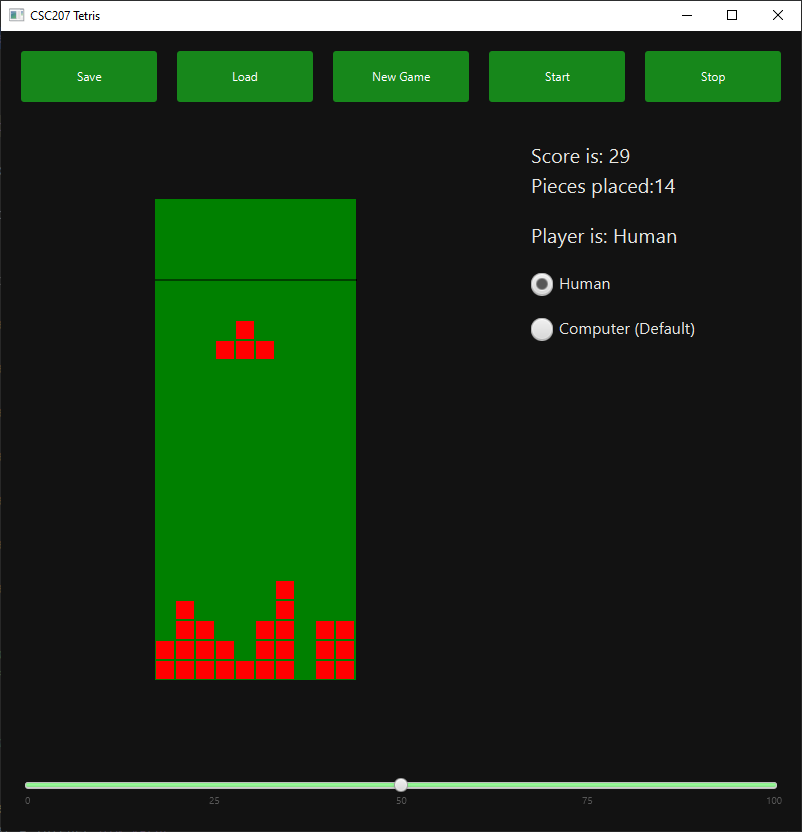 CSC207 Tetris
Save Load New Game Start Stop
Score is: 29
Pieces placed:14
Player is: Human
Human
Computer (Default)
0 25 50 75 100